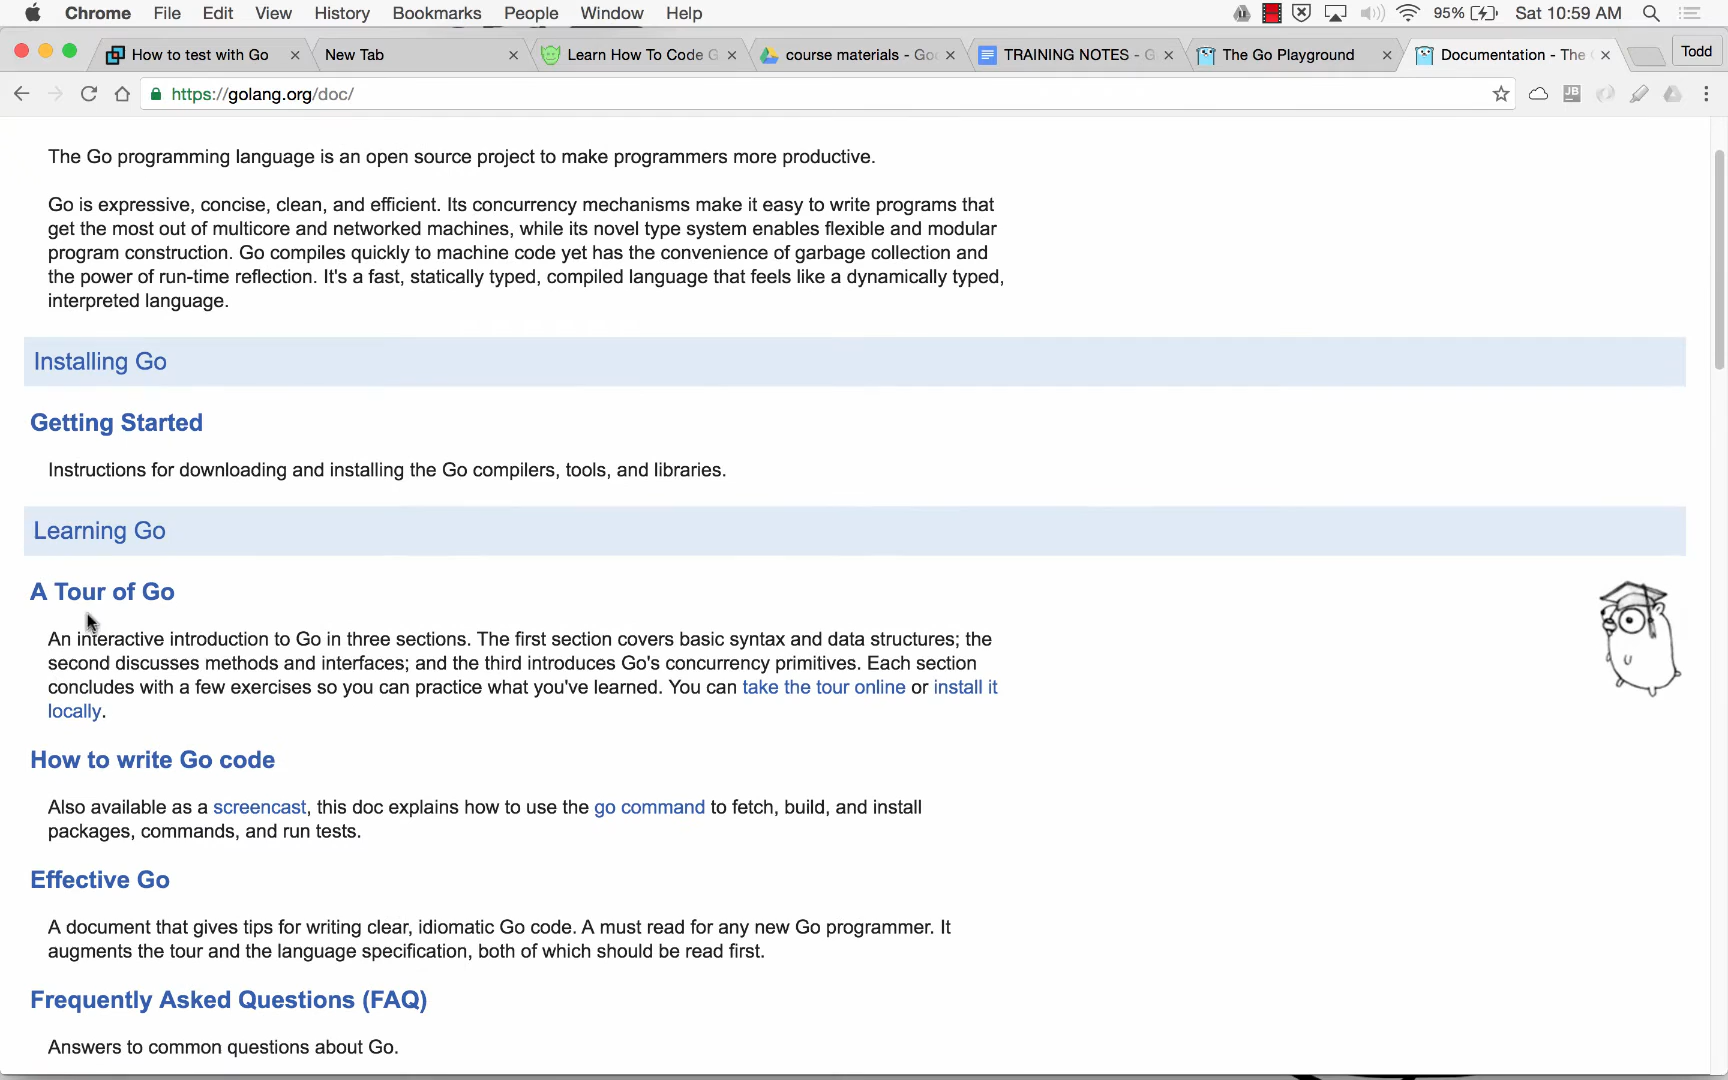 Chrome File Edit View History Bookmarks People Window Help 95% Sat 10:59 AM
How to test with Go New Tab Learn How To Code G course materials - Goo TRAINING NOTES - G The Go Playground Documentation - The Todd
https://golang.org/doc/ JB
The Go programming language is an open source project to make programmers more productive.
Go is expressive, concise, clean, and efficient. Its concurrency mechanisms make it easy to write programs that
get the most out of multicore and networked machines, while its novel type system enables flexible and modular
program construction. Go compiles quickly to machine code yet has the convenience of garbage collection and
the power of run-time reflection. It's a fast, statically typed, compiled language that feels like a dynamically typed,
interpreted language.
Installing Go
Getting Started
Instructions for downloading and installing the Go compilers, tools, and libraries.
Learning Go
A Tour of Go
An interactive introduction to Go in three sections. The first section covers basic syntax and data structures; the
second discusses methods and interfaces; and the third introduces Go's concurrency primitives. Each section
concludes with a few exercises so you can practice what you've learned. You can take the tour online or install it
locally.
How to write Go code
Also available as a screencast, this doc explains how to use the go command to fetch, build, and install
packages, commands, and run tests.
Effective Go
A document that gives tips for writing clear, idiomatic Go code. A must read for any new Go programmer. It
augments the tour and the language specification, both of which should be read first.
Frequently Asked Questions (FAQ)
Answers to common questions about Go.